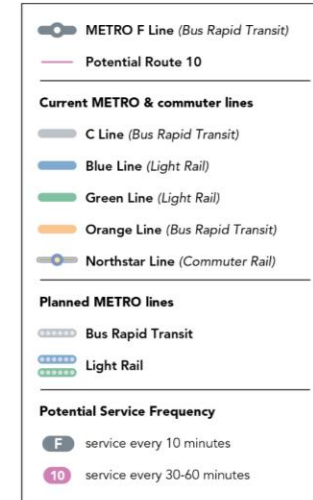 METRO F Line (Bus Rapid Transit)
Potential Route 10
Current METRO & commuter lines
C Line (Bus Rapid Transit)
Blue Line (Light Rail)
Green Line (Light Rail)
Orange Line (Bus Rapid Transit)
Northstar Line (Commuter Rail)
Planned METRO lines
Bus Rapid Transit
Light Rail
Potential Service Frequency
F service every 10 minutes
10 service every 30-60 minutes